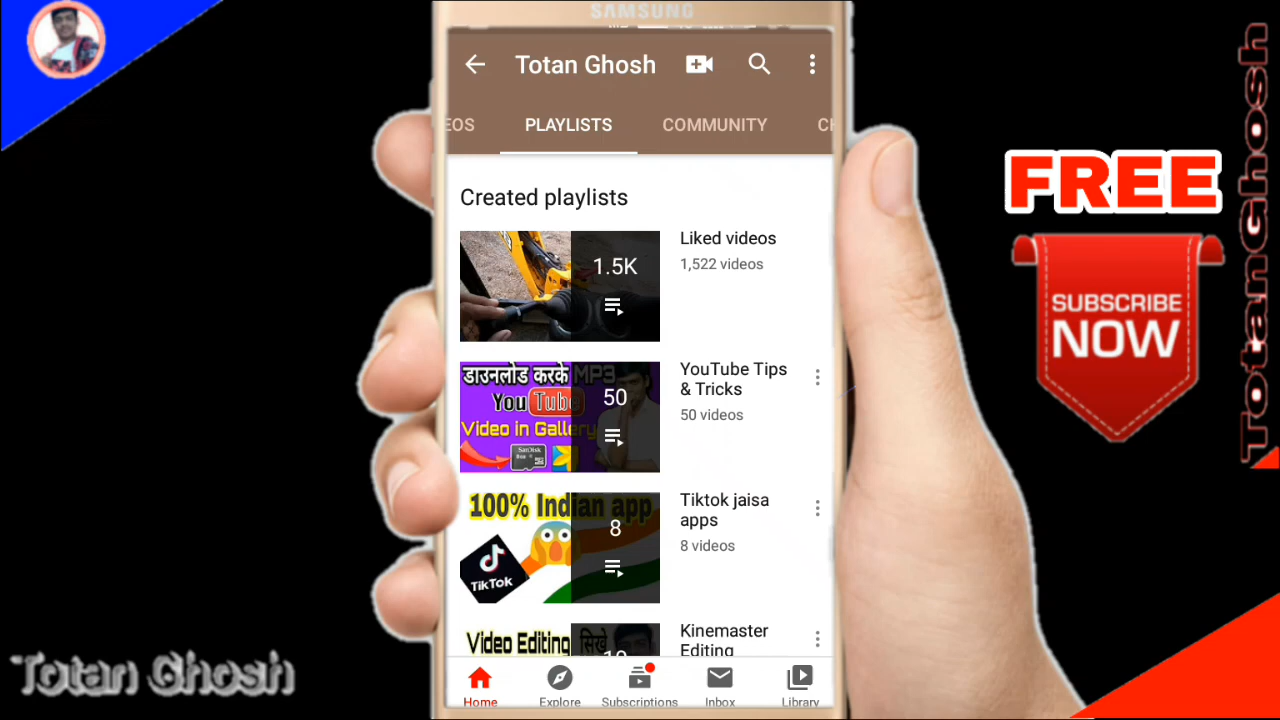 SAMSUNG
Totan Ghosh
EOS PLAYLISTS COMMUNITY CH
Created playlists
1.5K
Liked videos
1,522 videos
डाउनलोड करके MP3
You Tube
Video in Gallery
SanDisk
50
YouTube Tips
& Tricks
50 videos
100% Indian app
TikTok
8
Tiktok jaisa
apps
8 videos
Video Editing सिखे
Kinemaster
Editing
Home Explore Subscriptions Inbox Library
FREE
SUBSCRIBE
NOW
TotanGhosh
Totan Ghosh